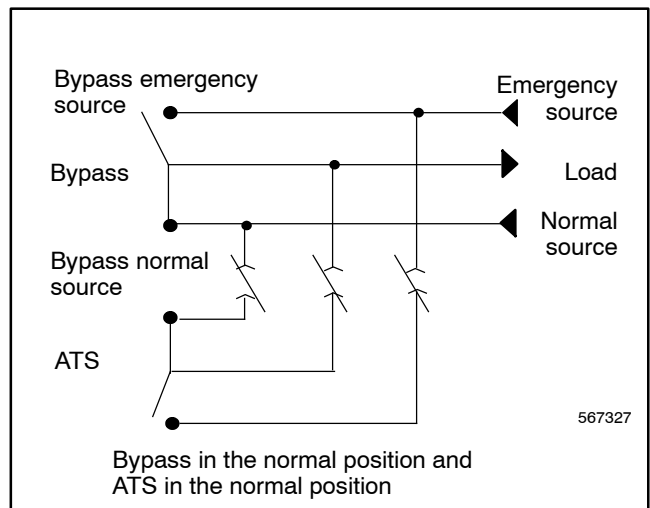 Bypass emergency
source
Emergency
source
Bypass
Load
Normal
source
Bypass normal
source
ATS
567327
Bypass in the normal position and
ATS in the normal position